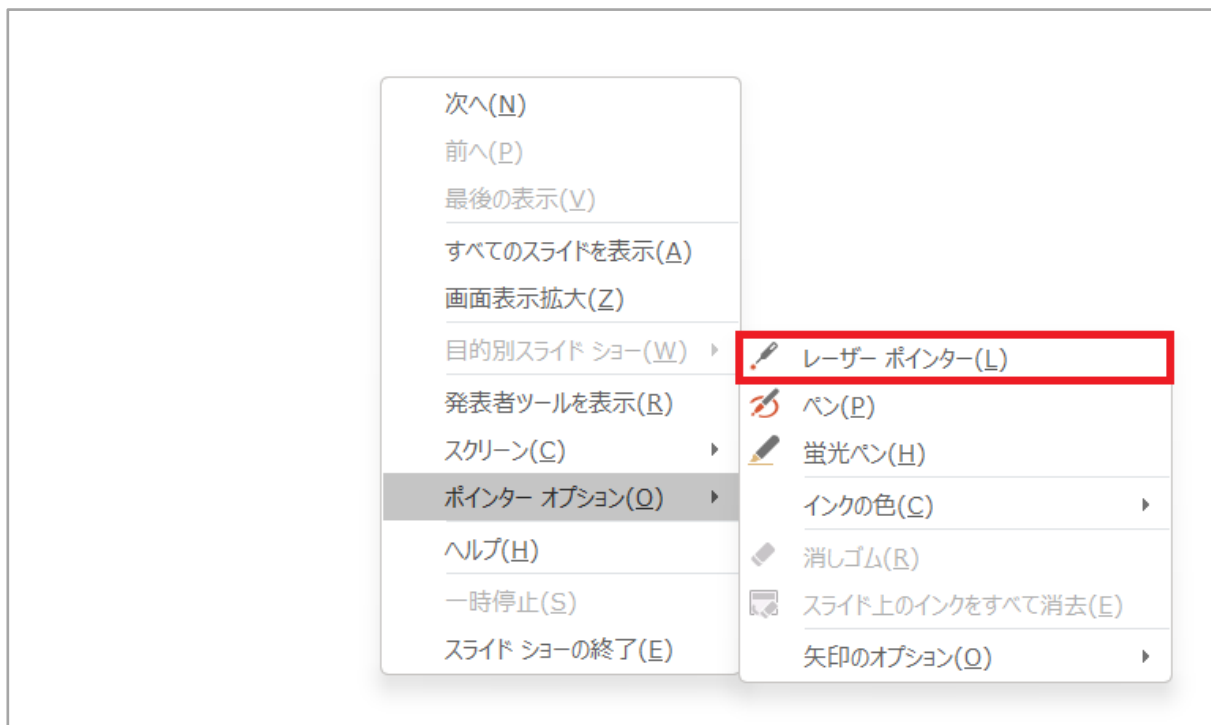 次へ(N)
前へ(P)
最後の表示(V)
すべてのスライドを表示(A)
画面表示拡大(Z)
目的別スライド ショー(W)
発表者ツールを表示(R)
スクリーン(C)
ポインター オプション(O)
ヘルプ(H)
一時停止(S)
スライド ショーの終了(E)
レーザー ポインター(L)
ペン(P)
蛍光ペン(H)
インクの色(C)
消しゴム(R)
スライド上のインクをすべて消去(E)
矢印のオプション(O)